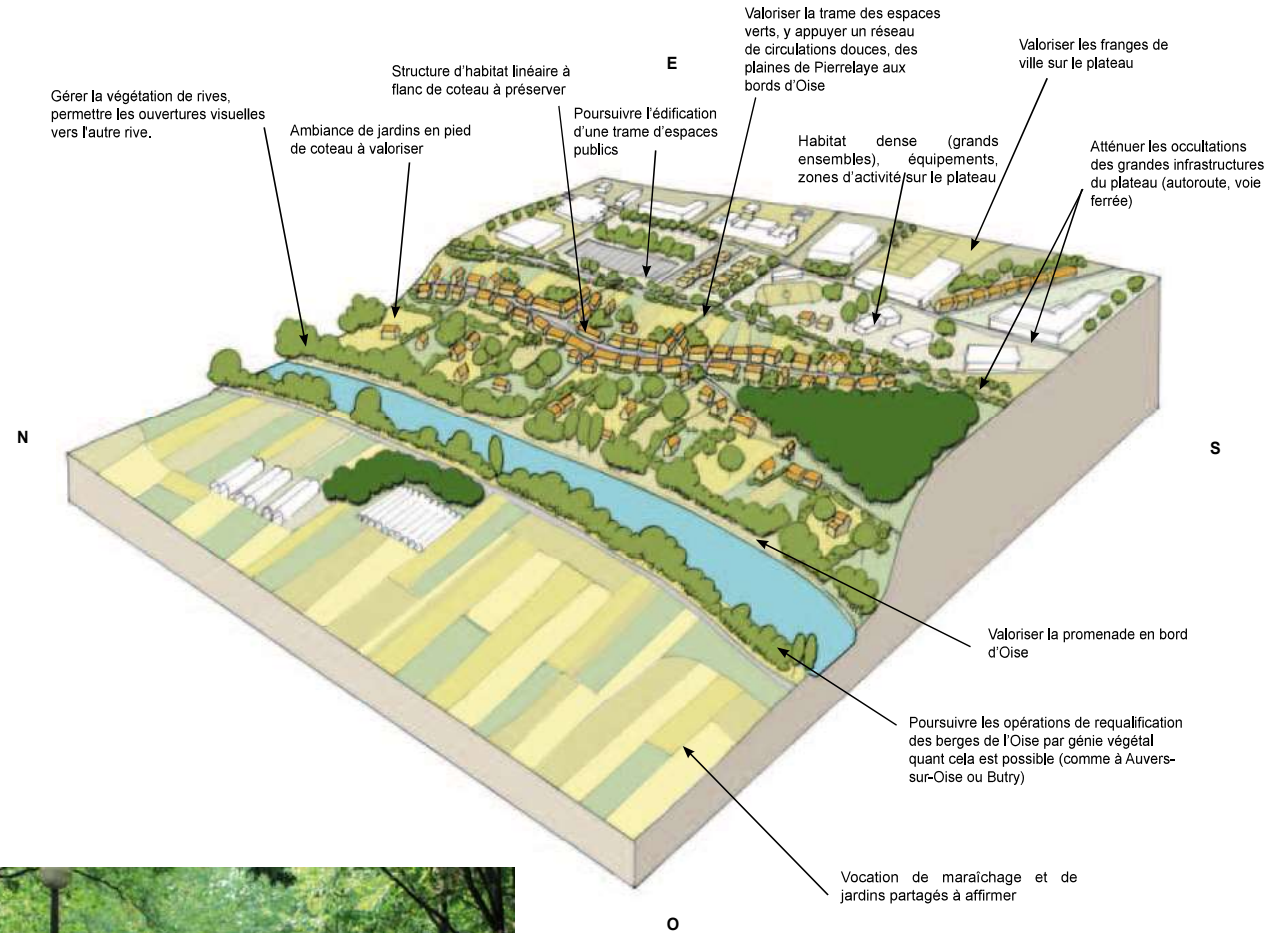 Valoriser la trame des espaces
verts, y appuyer un réseau
de circulations douces, des
plaines de Pierrelaye aux
bords d'Oise
E
Valoriser les franges de
ville sur le plateau
Structure d'habitat linéaire à
flanc de coteau à préserver
Gérer la végétation de rives,
permettre les ouvertures visuelles
vers l'autre rive.
Ambiance de jardins en pied
de coteau à valoriser
Poursuivre l'édification
d'une trame d'espaces
publics
Habitat dense (grands
ensembles), équipements,
zones d'activité sur le plateau
Atténuer les occultations
des grandes infrastructures
du plateau (autoroute, voie
ferrée)
N
S
Valoriser la promenade en bord
d'Oise
Poursuivre les opérations de requalification
des berges de l'Oise par génie végétal
quant cela est possible (comme à Auvers-
sur-Oise ou Butry)
Vocation de maraîchage et de
jardins partagés à affirmer
O